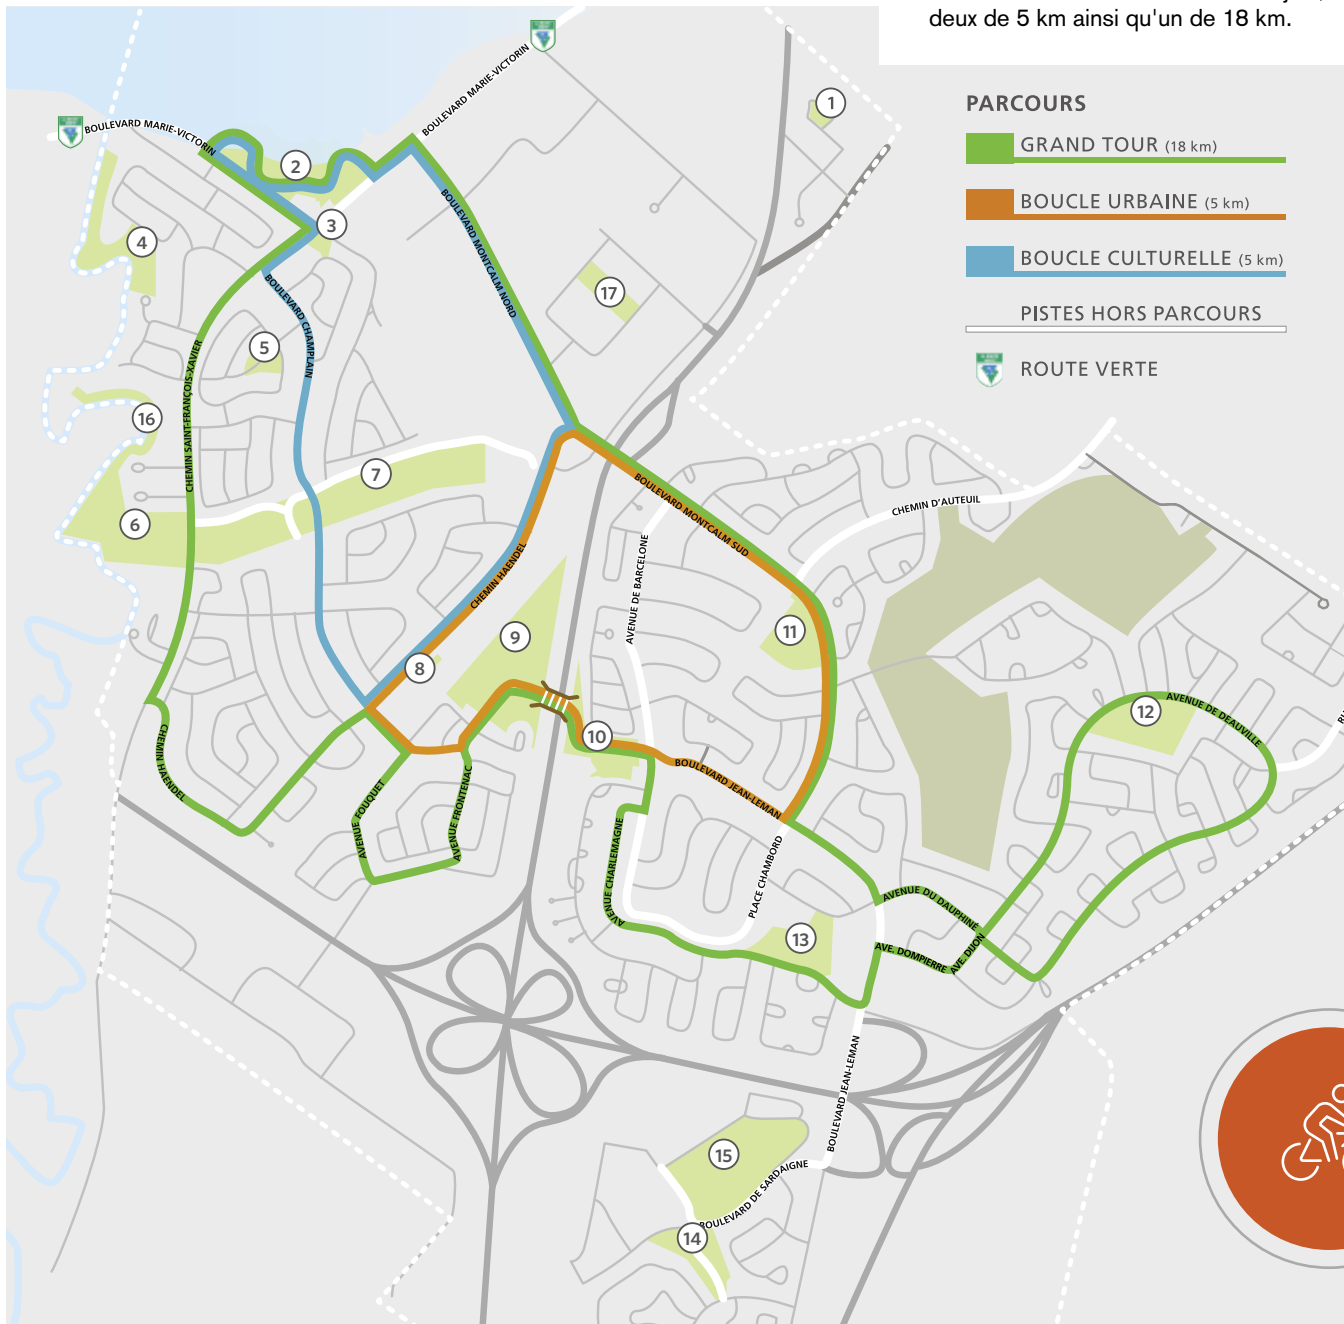 deux de 5 km ainsi qu'un de 18 km.
PARCOURS
GRAND TOUR (18 km)
BOUCLE URBAINE (5 km)
BOUCLE CULTURELLE (5 km)
PISTES HORS PARCOURS
ROUTE VERTE
BOULEVARD MARIE-VICTORIN
BOULEVARD MARIE-VICTORIN
1
2
3
4
17
BOULEVARD MONTCALM NORD
BOULEVARD CHAMPLAIN
5
CHEMIN SAINT-FRANÇOIS-XAVIER
16
7
6
BOULEVARD MONTCALM SUD
CHEMIN D'AUTEUIL
CHEMIN HAENDEL
AVENUE DE BARCELONE
9
11
8
12
AVENUE DE DEAUVILLE
10
CHEMIN HAENDEL
BOULEVARD JEAN-LEMAN
AVENUE FOUQUET
AVENUE FRONTENAC
AVENUE CHARLEMAGNE
PLACE CHAMBORD
AVENUE DU DAUPHINÉ
13
AVE. DOMPIERRE
AVE. DIJON
BOULEVARD JEAN-LEMAN
15
BOULEVARD DE SARDAIGNE
14